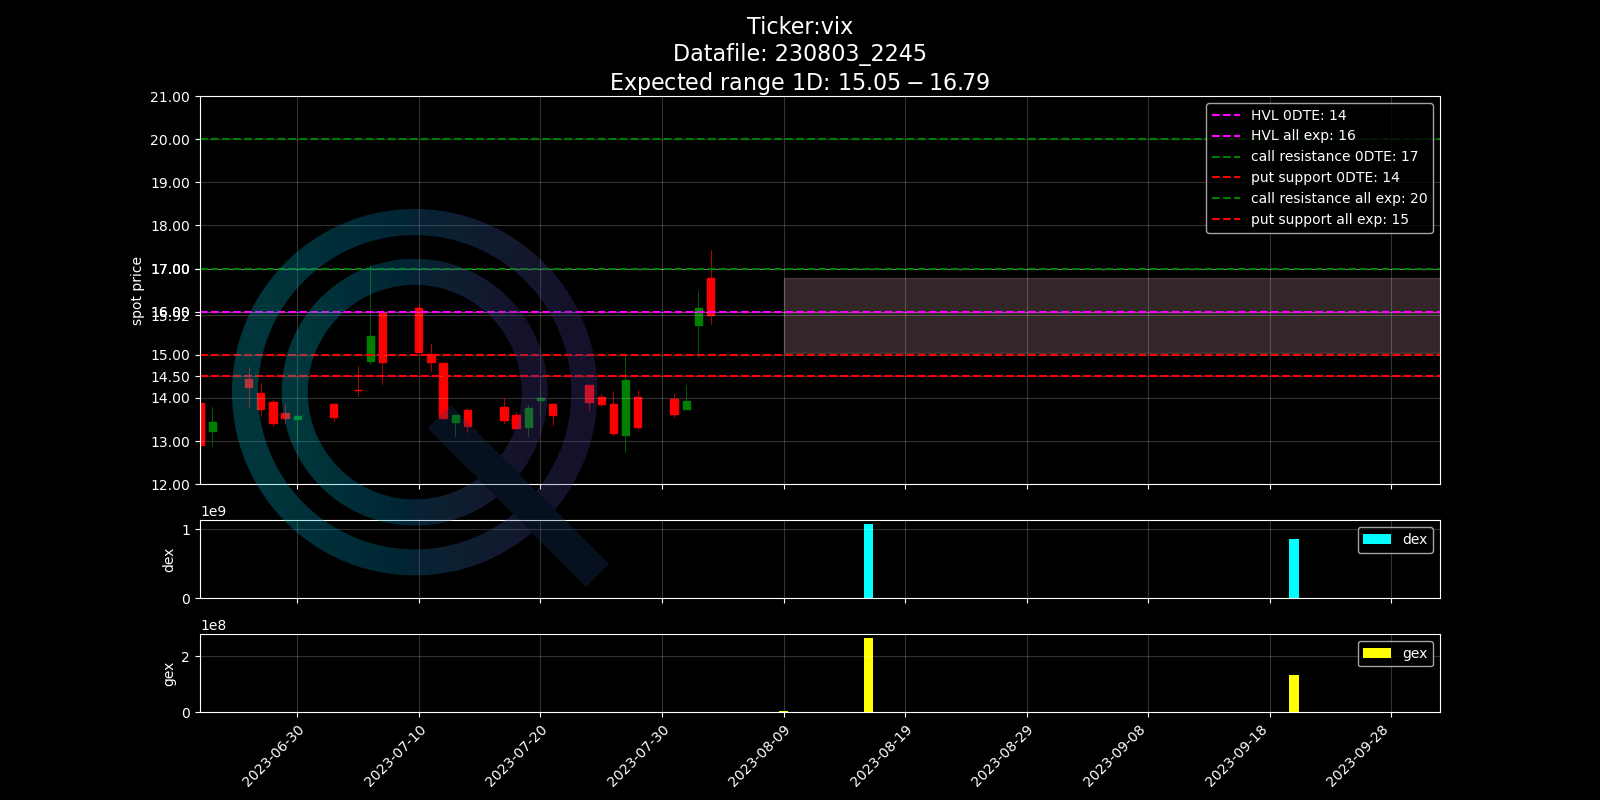 Ticker:vix
Datafile: 230803_2245
Expected range 1D: 15.05 − 16.79
21.00
20.00
19.00
18.00
17.00
16.00
15.92
15.00
14.50
14.00
13.00
12.00
spot price
HVL 0DTE: 14
HVL all exp: 16
call resistance 0DTE: 17
put support 0DTE: 14
call resistance all exp: 20
put support all exp: 15
1e9
1
0
dex
dex
1e8
2
0
gex
gex
2023-06-30
2023-07-10
2023-07-20
2023-07-30
2023-08-09
2023-08-19
2023-08-29
2023-09-08
2023-09-18
2023-09-28